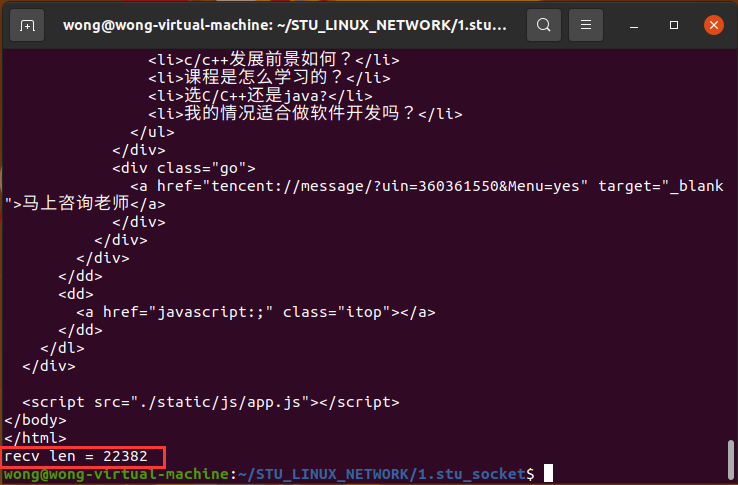 wong@wong-virtual-machine: ~/STU_LINUX_NETWORK/1.stu…
<li>c/c++发展前景如何？</li>
<li>课程是怎么学习的？</li>
<li>选C/C++还是java?</li>
<li>我的情况适合做软件开发吗？</li>
</ul>
</div>
<div class="go">
<a href="tencent://message/?uin=360361550&Menu=yes" target="_blank
">马上咨询老师</a>
</div>
</div>
</div>
</dd>
<dd>
<a href="javascript:;" class="itop"></a>
</dd>
</dl>
</div>
<script src="./static/js/app.js"></script>
</body>
</html>
recv len = 22382
wong@wong-virtual-machine:~/STU_LINUX_NETWORK/1.stu_socket$